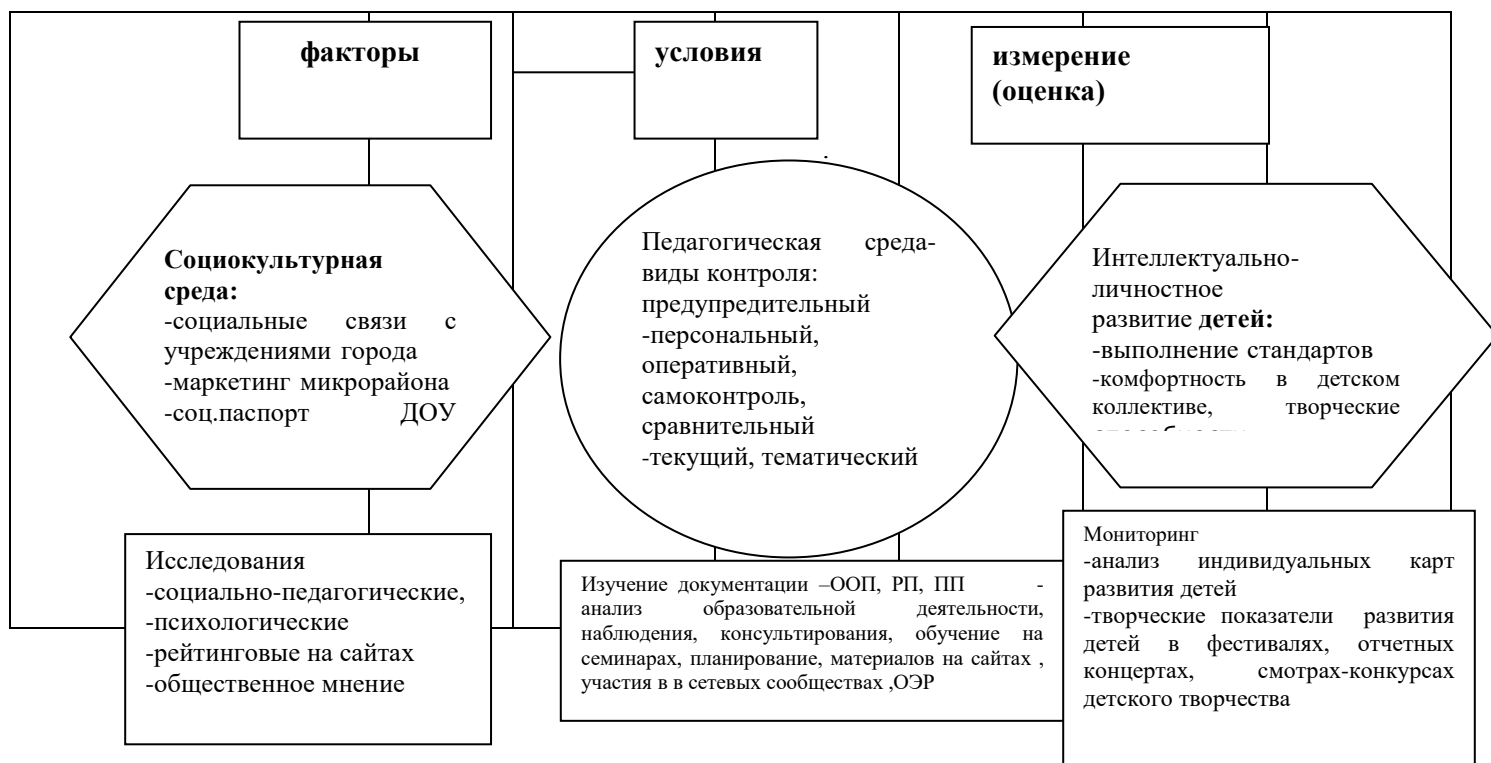 факторы
условия
измерение
(оценка)
Социокультурная
среда:
-социальные связи с
учреждениями города
-маркетинг микрорайона
-соц.паспорт ДОУ
Педагогическая среда-
виды контроля:
предупредительный
-персональный,
оперативный,
самоконтроль,
сравнительный
-текущий, тематический
Интеллектуально-
личностное
развитие детей:
-выполнение стандартов
-комфортность в детском
коллективе, творческие
Исследования
-социально-педагогические,
-психологические
-рейтинговые на сайтах
-общественное мнение
Изучение документации –ООП, РП, ПП -
анализ образовательной деятельности,
наблюдения, консультирования, обучение на
семинарах, планирование, материалов на сайтах ,
участия в в сетевых сообществах ,ОЭР
Мониторинг
-анализ индивидуальных карт
развития детей
-творческие показатели развития
детей в фестивалях, отчетных
концертах, смотрах-конкурсах
детского творчества